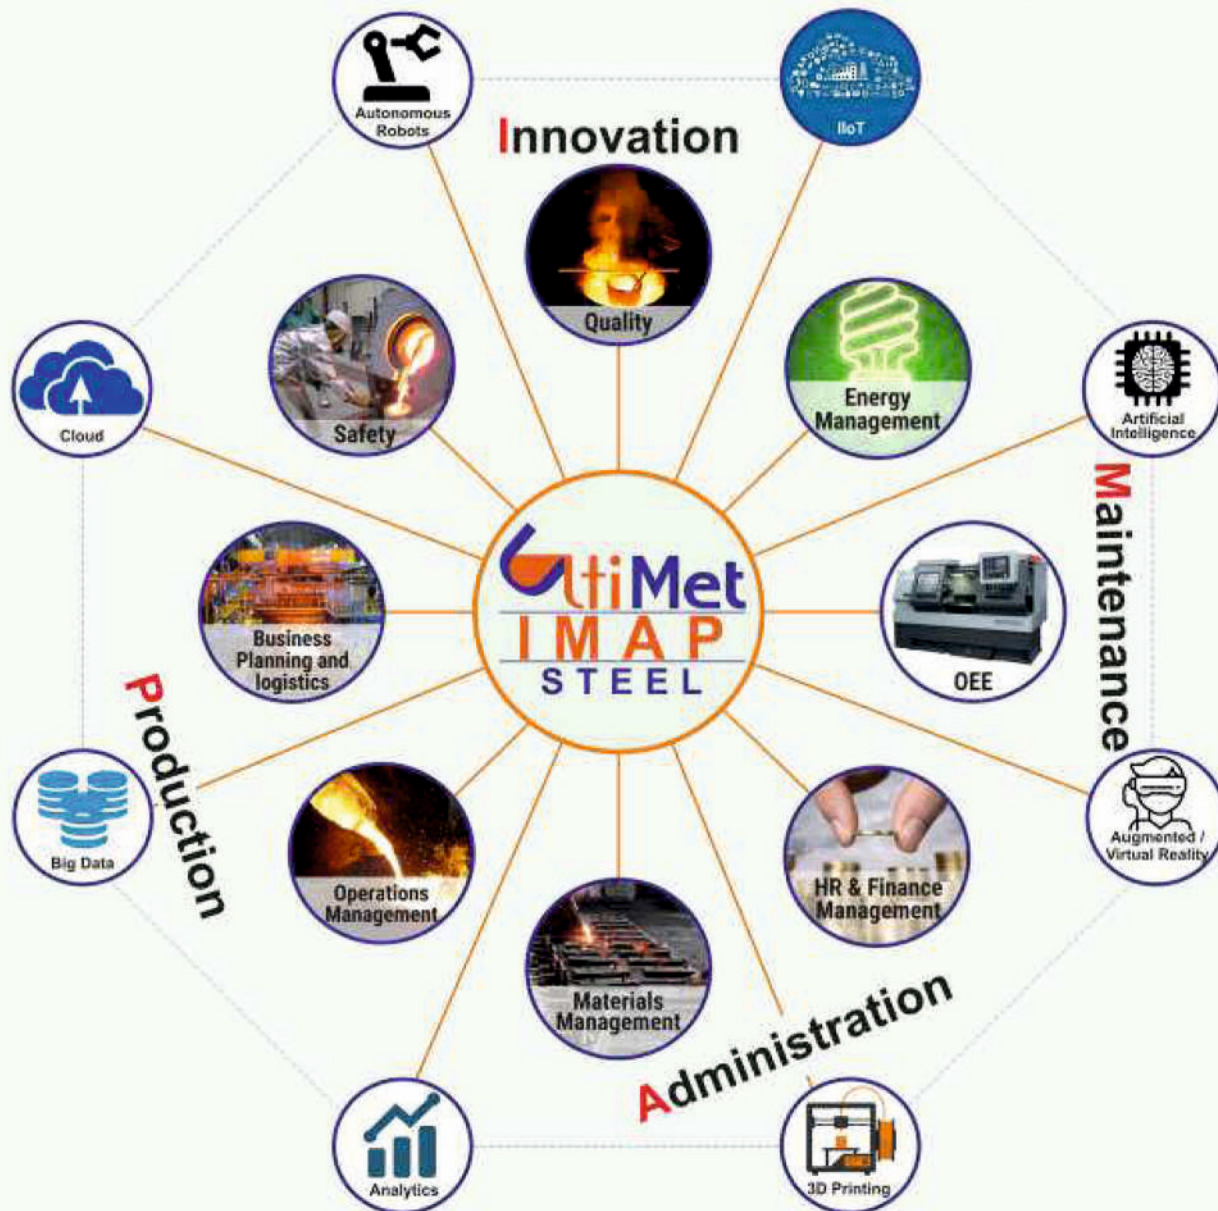 Autonomous
Robots
IIoT
Innovation
Quality
Safety
Energy
Management
Cloud
Artificial
Intelligence
Maintenance
UltiMet
IMAP
STEEL
Business
Planning and
logistics
OEE
Production
Big Data
Augmented /
Virtual Reality
Operations
Management
HR & Finance
Management
Materials
Management
Administration
Analytics
3D Printing